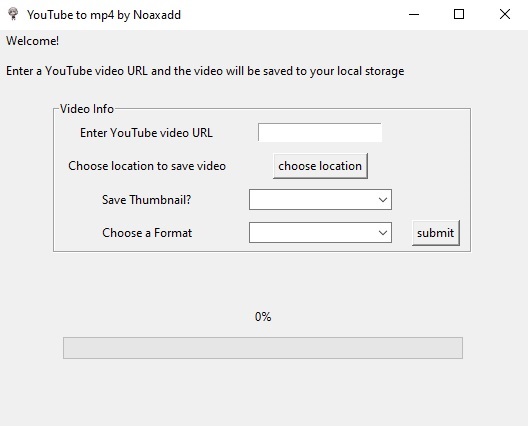 YouTube to mp4 by Noaxadd
Welcome!
Enter a YouTube video URL and the video will be saved to your local storage
Video Info
Enter YouTube video URL
Choose location to save video choose location
Save Thumbnail?
Choose a Format submit
0%